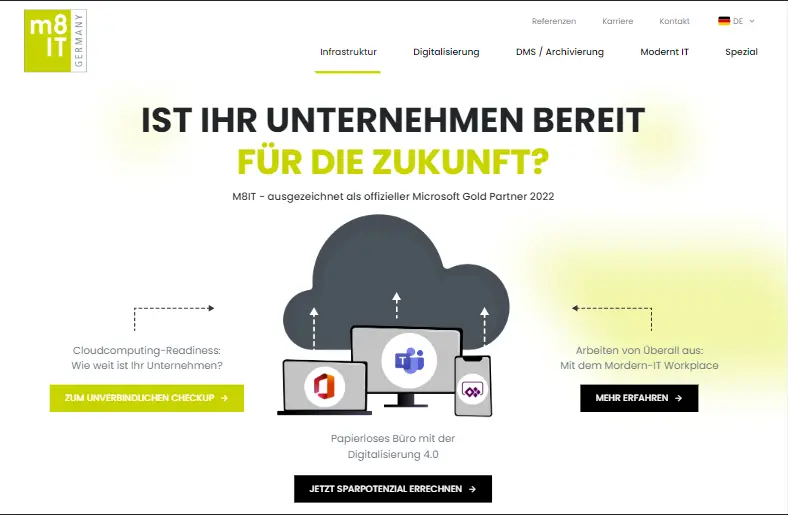 m8
IT
GERMANY
Referenzen
Karriere
Kontakt
DE
Infrastruktur
Digitalisierung
DMS / Archivierung
Modernt IT
Spezial
IST IHR UNTERNEHMEN BEREIT
FÜR DIE ZUKUNFT?
M8IT - ausgezeichnet als offizieller Microsoft Gold Partner 2022
Cloudcomputing-Readiness:
Wie weit ist Ihr Unternehmen?
ZUM UNVERBINDLICHEN CHECKUP →
Arbeiten von Überall aus:
Mit dem Mordern-IT Workplace
MEHR ERFAHREN →
Papierloses Büro mit der
Digitalisierung 4.0
JETZT SPARPOTENZIAL ERRECHNEN →